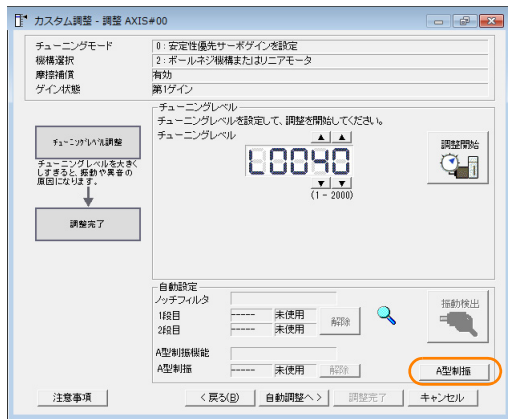 カスタム調整 - 調整 AXIS#00
チューニングモード
0 : 安定性優先サーボゲインを設定
機構選択
2 : ボールネジ機構またはリニアモータ
摩擦補償
有効
ゲイン状態
第1ゲイン
チューニングレベル調整
チューニングレベルを大きく
しすぎると、振動や異音の
原因になります。
調整完了
チューニングレベル
チューニングレベルを設定して、調整を開始してください。
チューニングレベル
L0040
(1 - 2000)
調整開始
自動設定
ノッチフィルタ
1段目
----- 未使用
2段目
----- 未使用
解除
振動検出
A型制振機能
A型制振
----- 未使用
解除
A型制振
注意事項
< 戻る(B)
自動調整へ >
調整完了
キャンセル